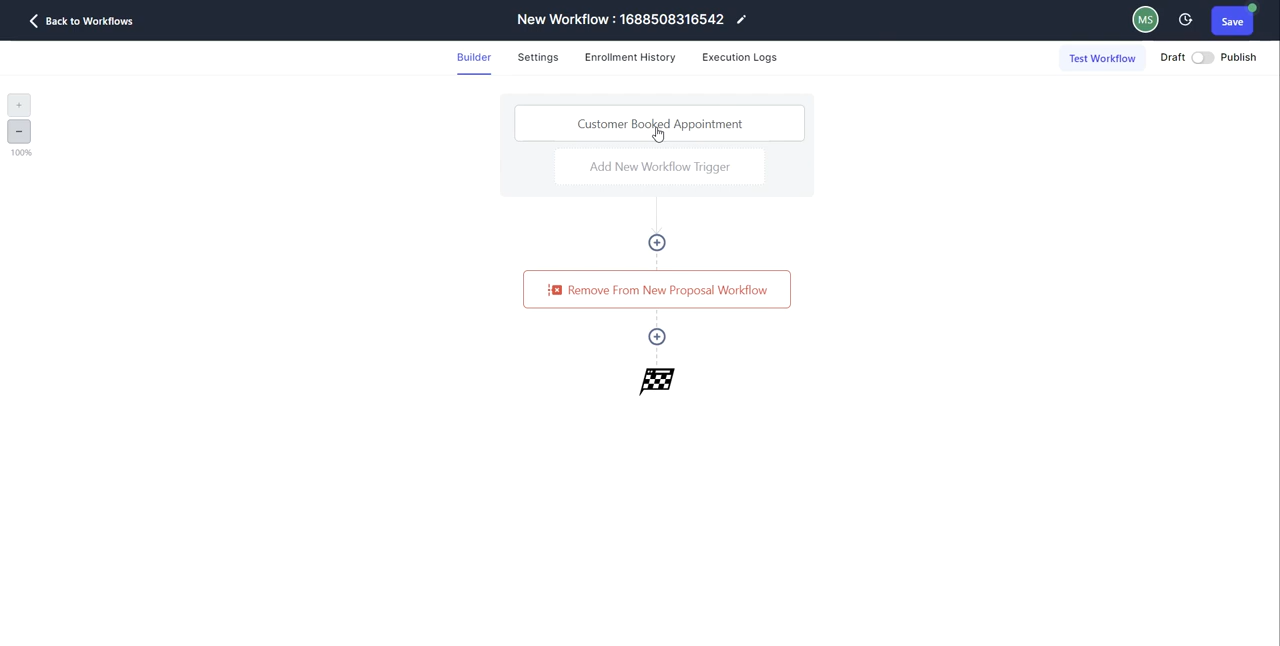 Back to Workflows
New Workflow : 1688508316542
MS
Save
Builder
Settings
Enrollment History
Execution Logs
Test Workflow
Draft
Publish
+
−
100%
Customer Booked Appointment
Add New Workflow Trigger
Remove From New Proposal Workflow